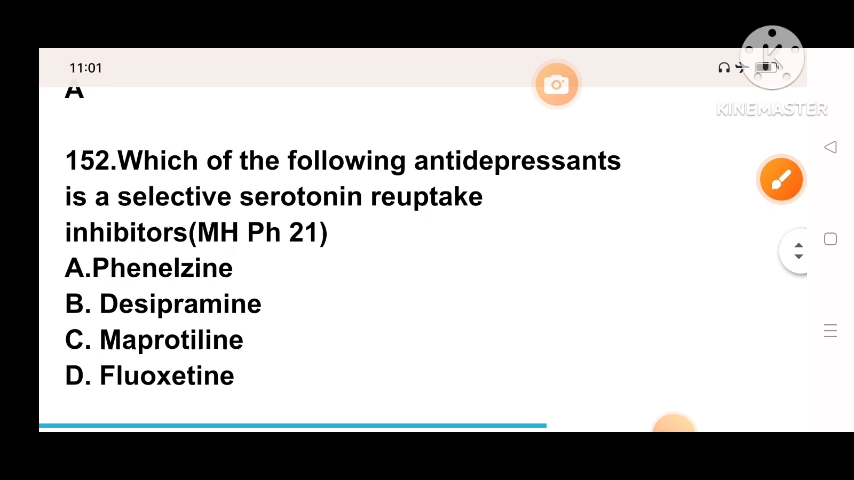 11:01
KINEMASTER
A
152.Which of the following antidepressants
is a selective serotonin reuptake
inhibitors(MH Ph 21)
A.Phenelzine
B. Desipramine
C. Maprotiline
D. Fluoxetine